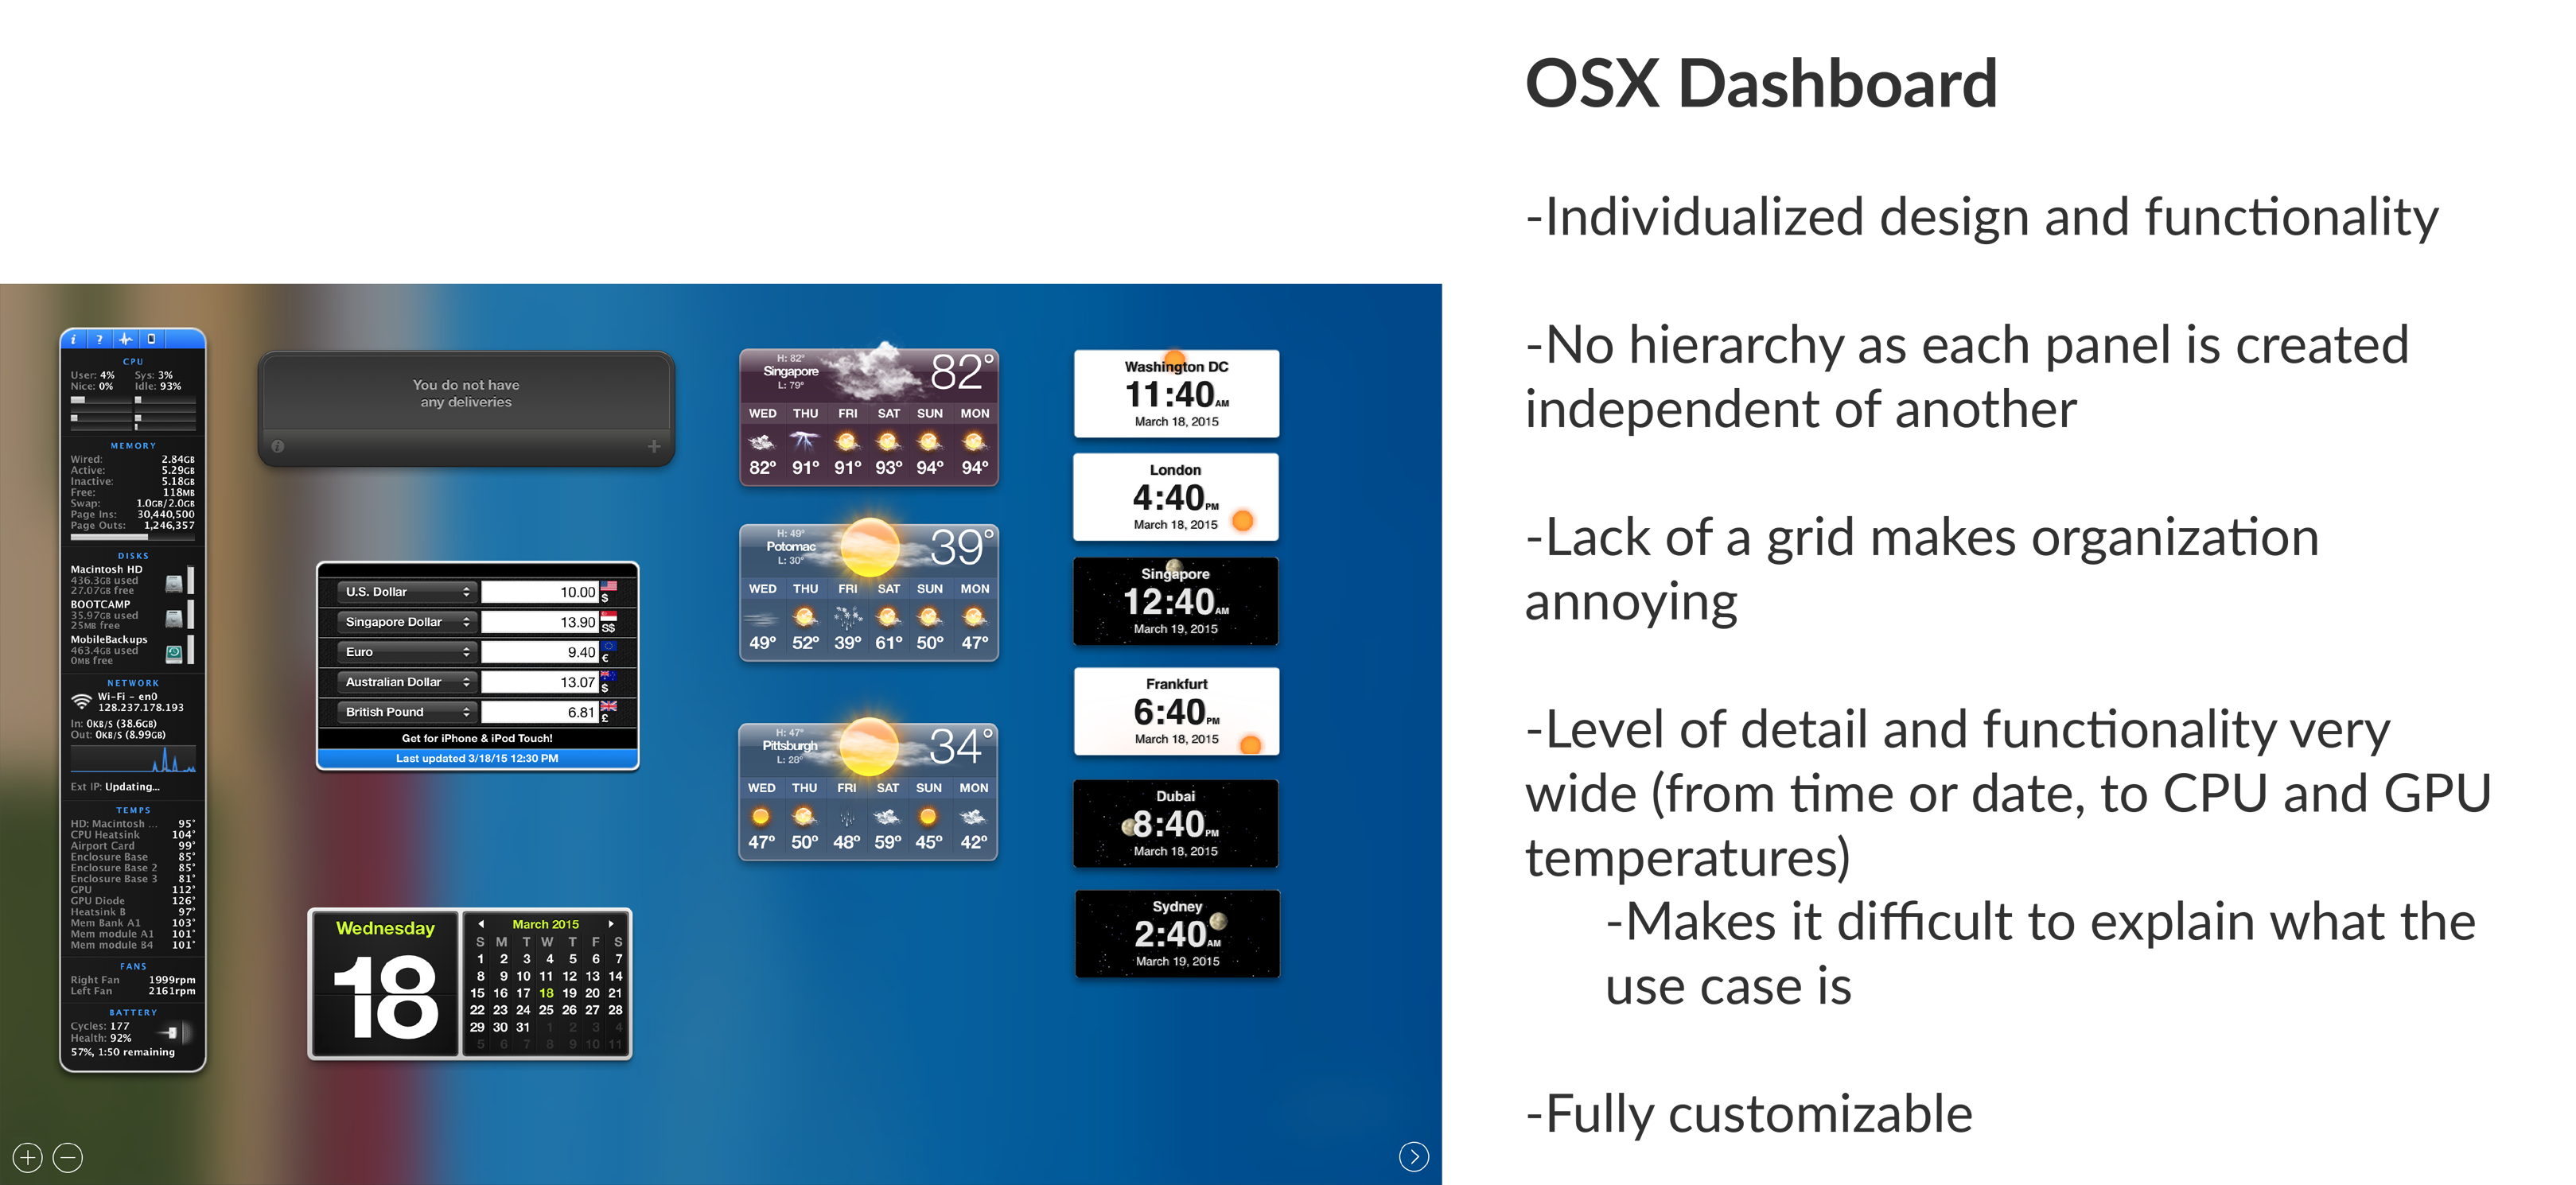 OSX Dashboard
-Individualized design and functionality
-No hierarchy as each panel is created
independent of another
-Lack of a grid makes organization
annoying
-Level of detail and functionality very
wide (from time or date, to CPU and GPU
temperatures)
-Makes it difficult to explain what the
use case is
-Fully customizable
CPU
User: 4% Sys: 3%
Nice: 0% Idle: 93%
MEMORY
Wired: 2.84GB
Active: 5.29GB
Inactive: 5.18GB
Free: 118MB
Swap: 1.0GB/2.0GB
Page Ins: 30,440,500
Page Outs: 1,246,357
DISKS
Macintosh HD
436.3GB used
27.07GB free
BOOTCAMP
35.97GB used
25MB free
MobileBackups
463.4GB used
0MB free
NETWORK
Wi-Fi - en0
128.237.178.193
In: 0KB/S (38.6GB)
Out: 0KB/S (8.99GB)
Ext IP: Updating...
TEMPS
HD: Macintosh ... 95°
CPU Heatsink 104°
Airport Card 99°
Enclosure Base 85°
Enclosure Base 2 85°
Enclosure Base 3 81°
GPU 112°
GPU Diode 126°
Heatsink B 97°
Mem Bank A1 103°
Mem module A1 101°
Mem module B4 101°
FANS
Right Fan 1999rpm
Left Fan 2161rpm
BATTERY
Cycles: 177
Health: 92%
57%, 1:50 remaining
You do not have
any deliveries
U.S. Dollar 10.00 $
Singapore Dollar 13.90 S$
Euro 9.40 €
Australian Dollar 13.07 $
British Pound 6.81 £
Get for iPhone & iPod Touch!
Last updated 3/18/15 12:30 PM
Wednesday
18
March 2015
S M T W T F S
1 2 3 4 5 6 7
8 9 10 11 12 13 14
15 16 17 18 19 20 21
22 23 24 25 26 27 28
29 30 31 1 2 3 4
5 6 7 8 9 10 11
H: 82°
Singapore 82°
L: 79°
WED THU FRI SAT SUN MON
82° 91° 91° 93° 94° 94°
H: 49°
Potomac 39°
L: 30°
WED THU FRI SAT SUN MON
49° 52° 39° 61° 50° 47°
H: 47°
Pittsburgh 34°
L: 28°
WED THU FRI SAT SUN MON
47° 50° 48° 59° 45° 42°
Washington DC
11:40 AM
March 18, 2015
London
4:40 PM
March 18, 2015
Singapore
12:40 AM
March 19, 2015
Frankfurt
6:40 PM
March 18, 2015
Dubai
8:40 PM
March 18, 2015
Sydney
2:40 AM
March 19, 2015